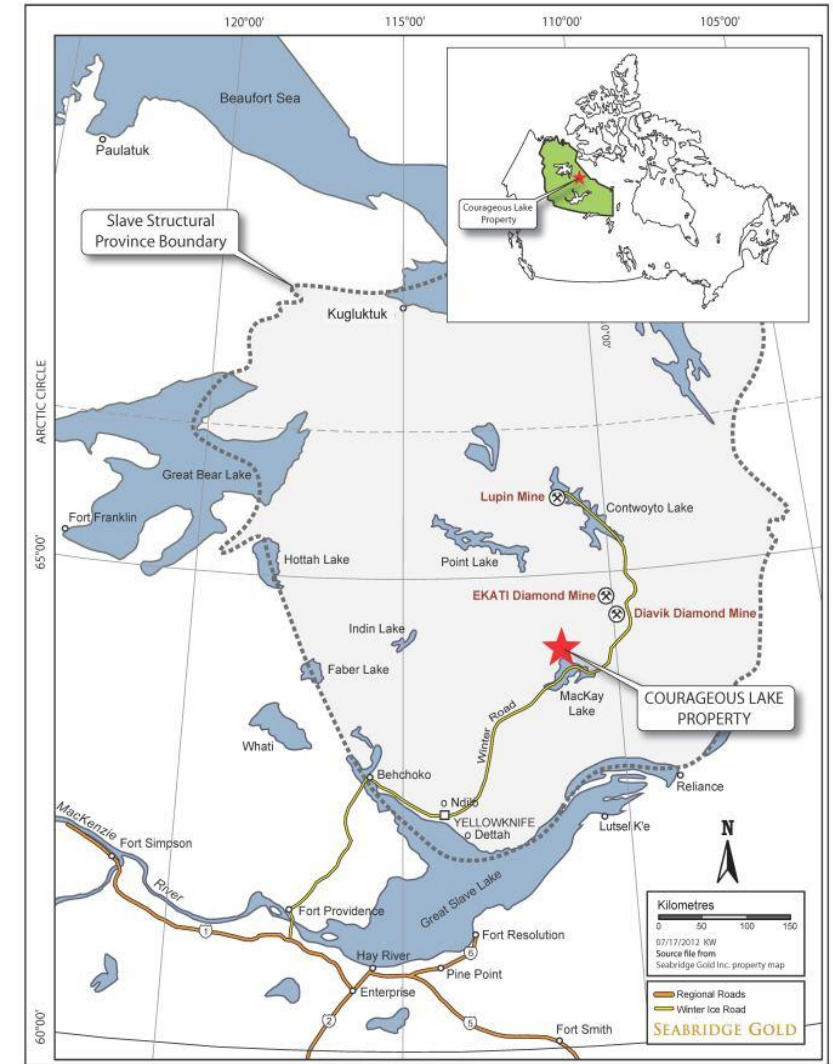 120°00'
115°00'
110°00'
105°00'
Beaufort Sea
Paulatuk
Courageous Lake
Property
Slave Structural
Province Boundary
Kugluktuk
ARCTIC CIRCLE
Great Bear Lake
Lupin Mine
Contwoyto Lake
Fort Franklin
65°00'
Hottah Lake
Point Lake
EKATI Diamond Mine
Diavik Diamond Mine
Indin Lake
Faber Lake
MacKay
Lake
COURAGEOUS LAKE
PROPERTY
Whati
Winter Road
Behchoko
Reliance
Ndilo
YELLOWKNIFE
Dettah
Lutsel K'e
MacKenzie
River
Fort Simpson
N
Great Slave Lake
Kilometres
0 50 100 150
07/17/2012 KW
Source file from
Seabridge Gold Inc. property map
Fort Providence
1
Fort Resolution
6
Hay River
Pine Point
Enterprise
Regional Roads
Winter Ice Road
SEABRIDGE GOLD
2
5
Fort Smith
60°00'